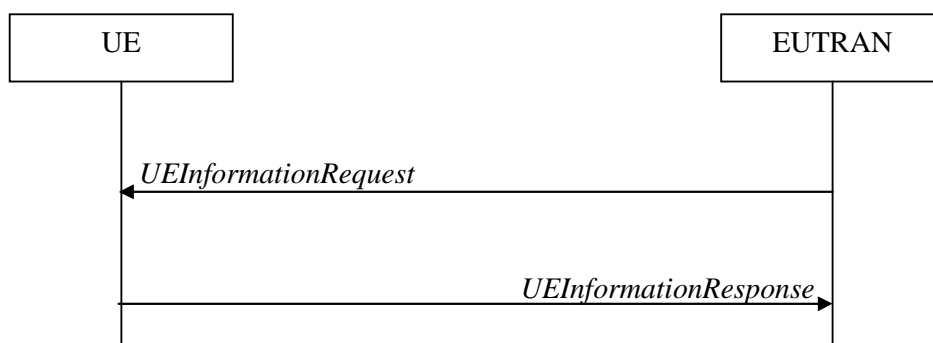 UE
EUTRAN
UEInformationRequest
UEInformationResponse